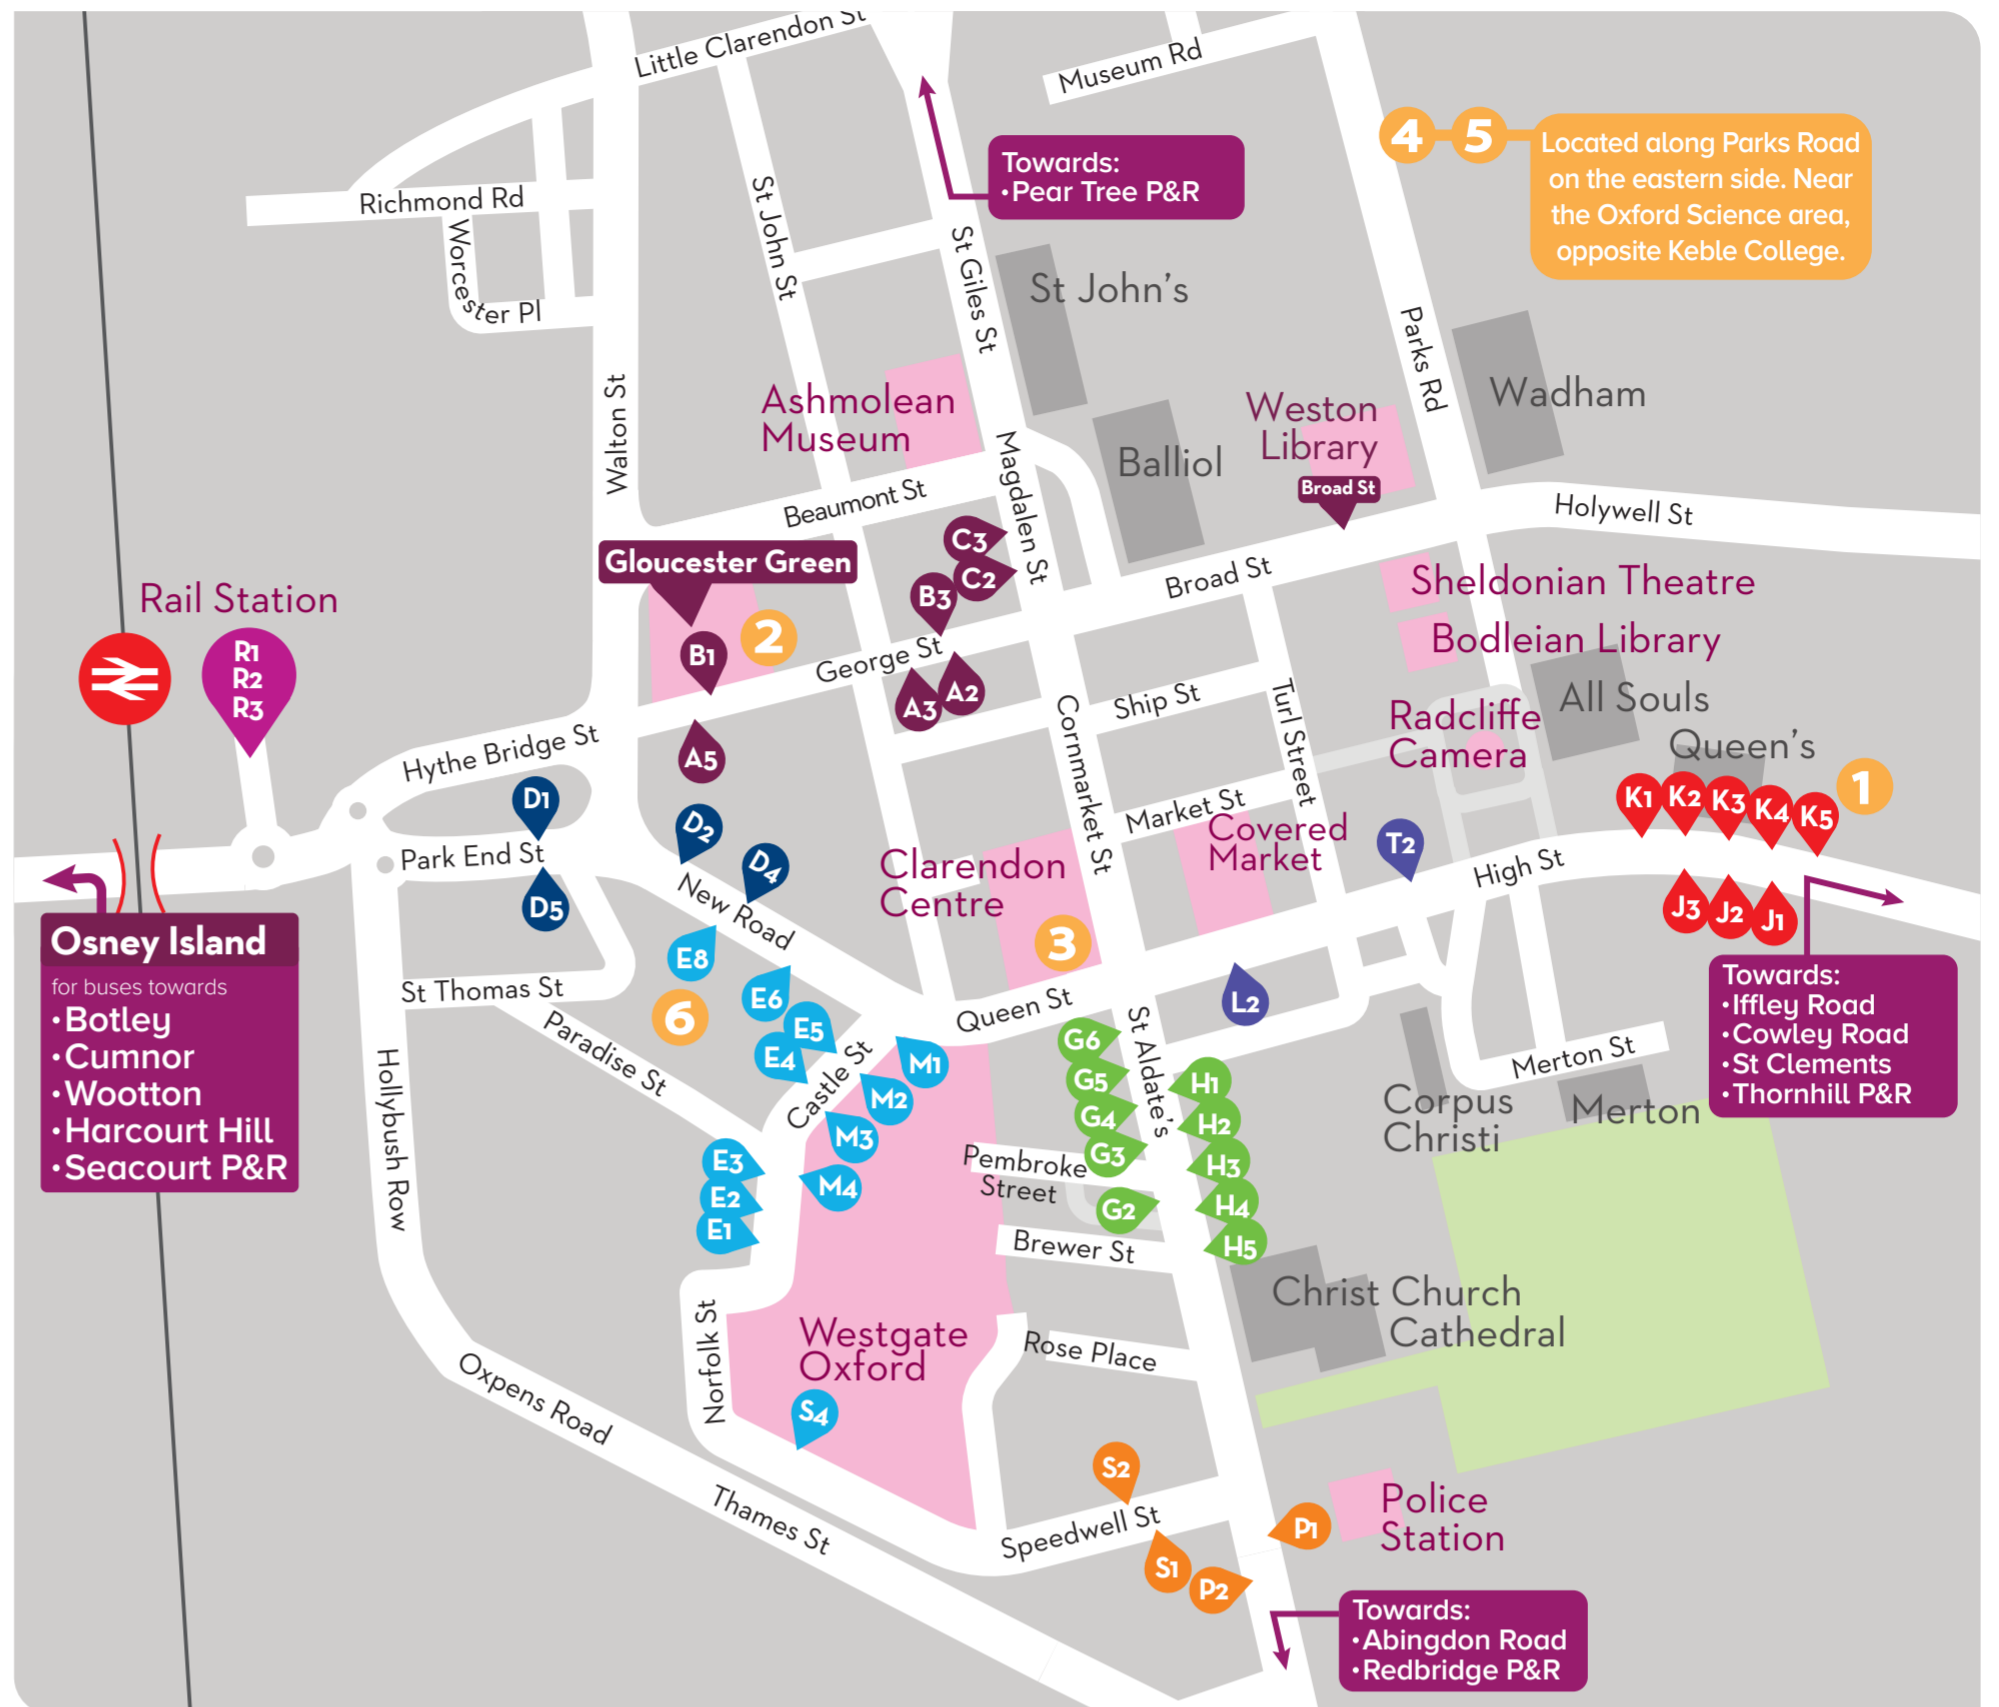 Little Clarendon St
Museum Rd
4
5
Located along Parks Road
on the eastern side. Near
the Oxford Science area,
opposite Keble College.
Towards:
•Pear Tree P&R
Richmond Rd
Worcester Pl
St John St
St Giles St
St John's
Parks Rd
Wadham
Walton St
Ashmolean
Museum
Weston
Library
Balliol
Magdalen St
Broad St
Beaumont St
Holywell St
C3
C2
B3
Broad St
Gloucester Green
Sheldonian Theatre
Bodleian Library
Rail Station
R1
R2
R3
B1
2
George St
A3
A2
Ship St
Turl Street
All Souls
Radcliffe
Camera
Queen's
1
Hythe Bridge St
A5
Cornmarket St
Market St
Covered
Market
K1
K2
K3
K4
K5
D1
D2
D4
D5
Park End St
New Road
Clarendon
Centre
3
T2
High St
J3
J2
J1
Osney Island
for buses towards
•Botley
•Cumnor
•Wootton
•Harcourt Hill
•Seacourt P&R
E8
6
E6
E5
E4
St Thomas St
Paradise St
Castle St
Queen St
L2
St Aldate's
Towards:
•Iffley Road
•Cowley Road
•St Clements
•Thornhill P&R
Hollybush Row
M1
M2
M3
M4
G6
G5
G4
G3
G2
H1
H2
H3
H4
H5
Merton St
Corpus
Christi
Merton
E3
E2
E1
Pembroke
Street
Brewer St
Christ Church
Cathedral
Norfolk St
Westgate
Oxford
Rose Place
S4
Oxpens Road
Thames St
S2
Speedwell St
S1
P2
P1
Police
Station
Towards:
•Abingdon Road
•Redbridge P&R